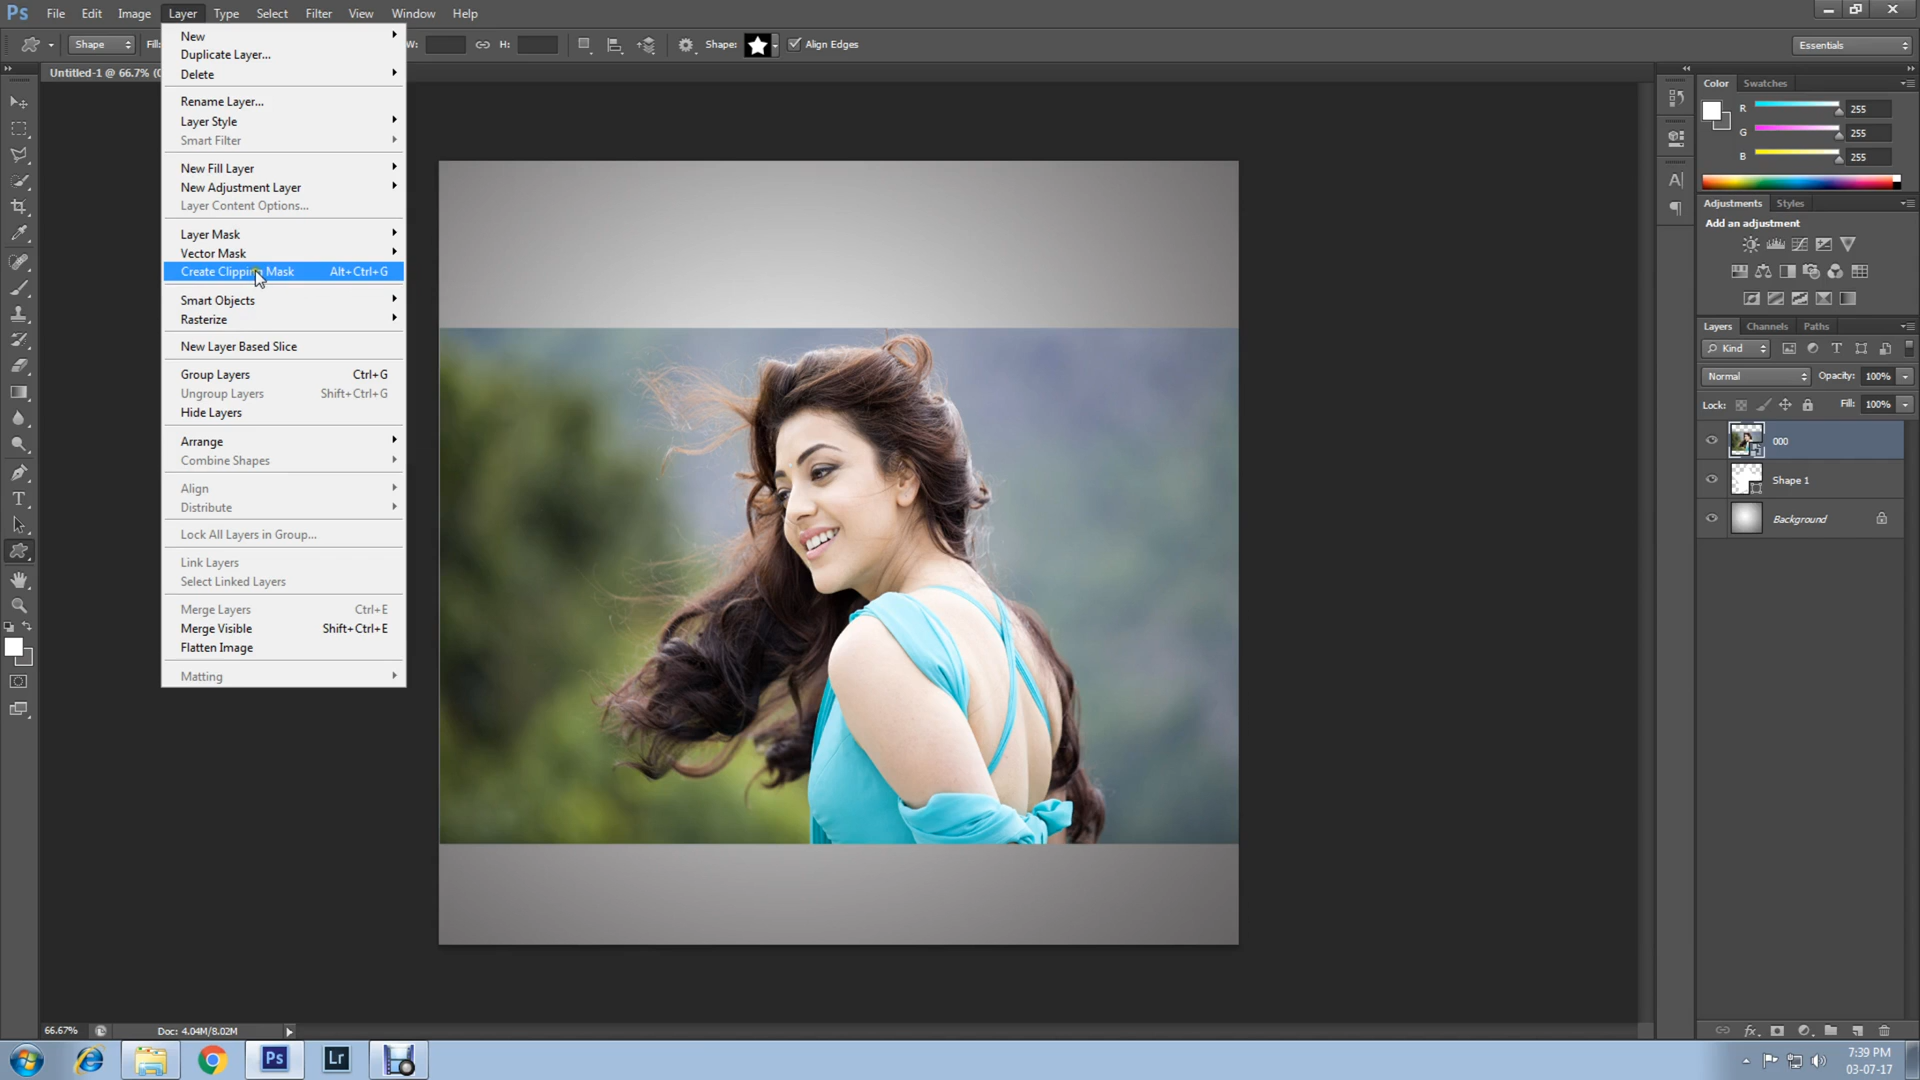 Ps File Edit Image Layer Type Select Filter View Window Help
Shape Fill: W: H: Shape: Align Edges Essentials
Untitled-1 @ 66.7%
New
Duplicate Layer...
Delete
Rename Layer...
Layer Style
Smart Filter
New Fill Layer
New Adjustment Layer
Layer Content Options...
Layer Mask
Vector Mask
Create Clipping Mask Alt+Ctrl+G
Smart Objects
Rasterize
New Layer Based Slice
Group Layers Ctrl+G
Ungroup Layers Shift+Ctrl+G
Hide Layers
Arrange
Combine Shapes
Align
Distribute
Lock All Layers in Group...
Link Layers
Select Linked Layers
Merge Layers Ctrl+E
Merge Visible Shift+Ctrl+E
Flatten Image
Matting
Color Swatches
R 255
G 255
B 255
Adjustments Styles
Add an adjustment
Layers Channels Paths
Kind
Normal Opacity: 100%
Lock: Fill: 100%
000
Shape 1
Background
66.67% Doc: 4.04M/8.02M
Ps Lr
7:39 PM
03-07-17